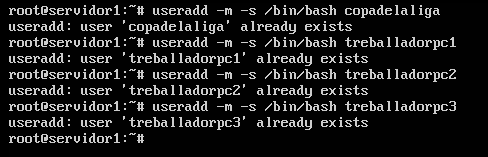 root@servidor1:~# useradd -m -s /bin/bash copadelaliga
useradd: user 'copadelaliga' already exists
root@servidor1:~# useradd -m -s /bin/bash treballadorpc1
useradd: user 'treballadorpc1' already exists
root@servidor1:~# useradd -m -s /bin/bash treballadorpc2
useradd: user 'treballadorpc2' already exists
root@servidor1:~# useradd -m -s /bin/bash treballadorpc3
useradd: user 'treballadorpc3' already exists
root@servidor1:~#